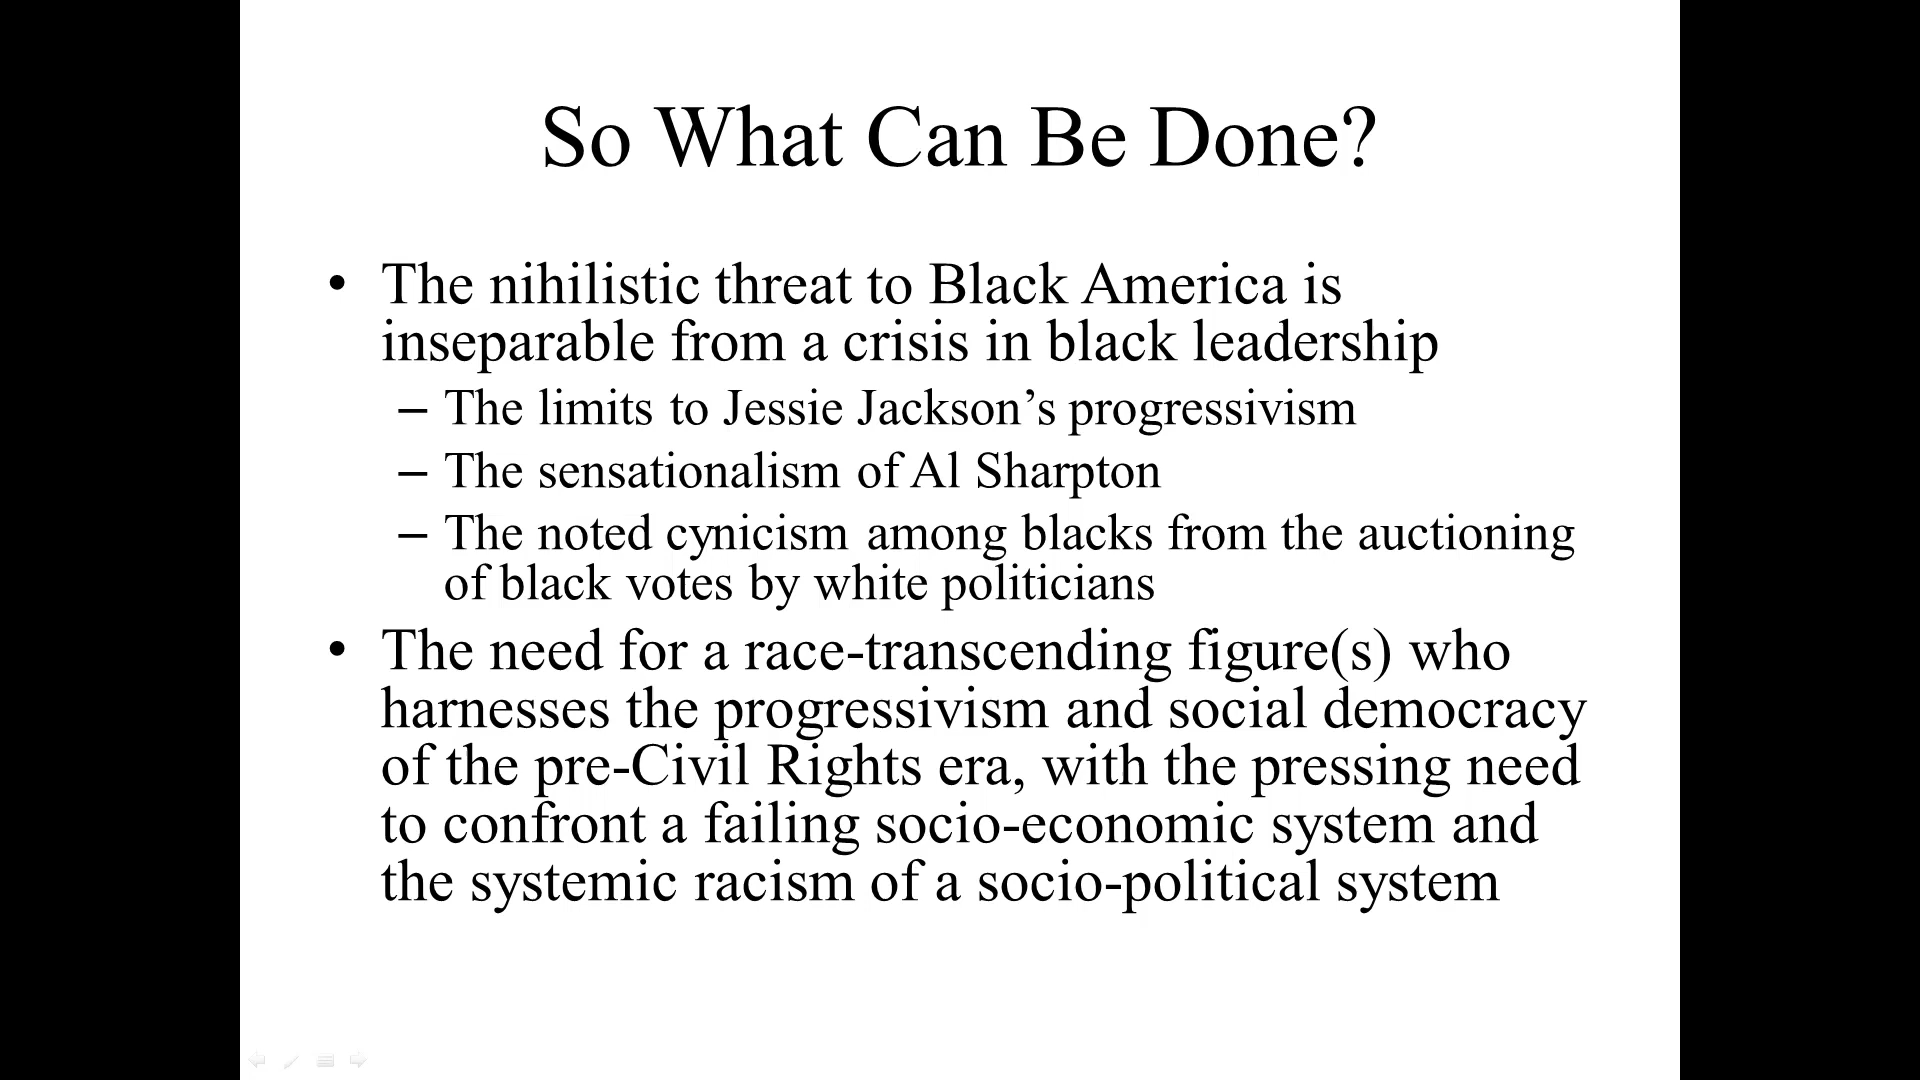 So What Can Be Done?
• The nihilistic threat to Black America is
inseparable from a crisis in black leadership
– The limits to Jessie Jackson’s progressivism
– The sensationalism of Al Sharpton
– The noted cynicism among blacks from the auctioning
of black votes by white politicians
• The need for a race-transcending figure(s) who
harnesses the progressivism and social democracy
of the pre-Civil Rights era, with the pressing need
to confront a failing socio-economic system and
the systemic racism of a socio-political system